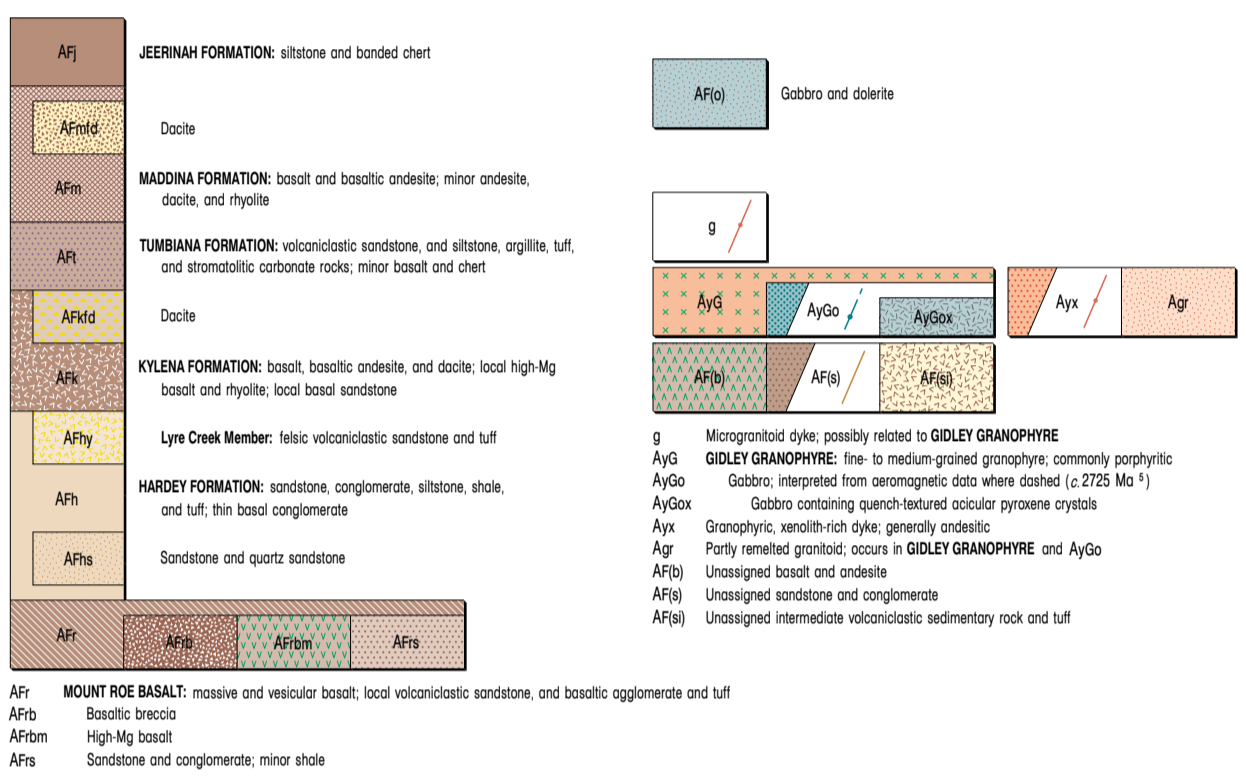 AFj
JEERINAH FORMATION: siltstone and banded chert
AFmfd
Dacite
AFm
MADDINA FORMATION: basalt and basaltic andesite; minor andesite,
dacite, and rhyolite
AFt
TUMBIANA FORMATION: volcaniclastic sandstone, and siltstone, argillite, tuff,
and stromatolitic carbonate rocks; minor basalt and chert
AFkfd
Dacite
AFk
KYLENA FORMATION: basalt, basaltic andesite, and dacite; local high-Mg
basalt and rhyolite; local basal sandstone
AFhy
Lyre Creek Member: felsic volcaniclastic sandstone and tuff
AFh
HARDEY FORMATION: sandstone, conglomerate, siltstone, shale,
and tuff; thin basal conglomerate
AFhs
Sandstone and quartz sandstone
AFr AFrb AFrbm AFrs
AFr MOUNT ROE BASALT: massive and vesicular basalt; local volcaniclastic sandstone, and basaltic agglomerate and tuff
AFrb Basaltic breccia
AFrbm High-Mg basalt
AFrs Sandstone and conglomerate; minor shale
AF(o) Gabbro and dolerite
g
AyG AyGo AyGox Ayx Agr
AF(b) AF(s) AF(si)
g Microgranitoid dyke; possibly related to GIDLEY GRANOPHYRE
AyG GIDLEY GRANOPHYRE: fine- to medium-grained granophyre; commonly porphyritic
AyGo Gabbro; interpreted from aeromagnetic data where dashed (c. 2725 Ma ⁵)
AyGox Gabbro containing quench-textured acicular pyroxene crystals
Ayx Granophyric, xenolith-rich dyke; generally andesitic
Agr Partly remelted granitoid; occurs in GIDLEY GRANOPHYRE and AyGo
AF(b) Unassigned basalt and andesite
AF(s) Unassigned sandstone and conglomerate
AF(si) Unassigned intermediate volcaniclastic sedimentary rock and tuff